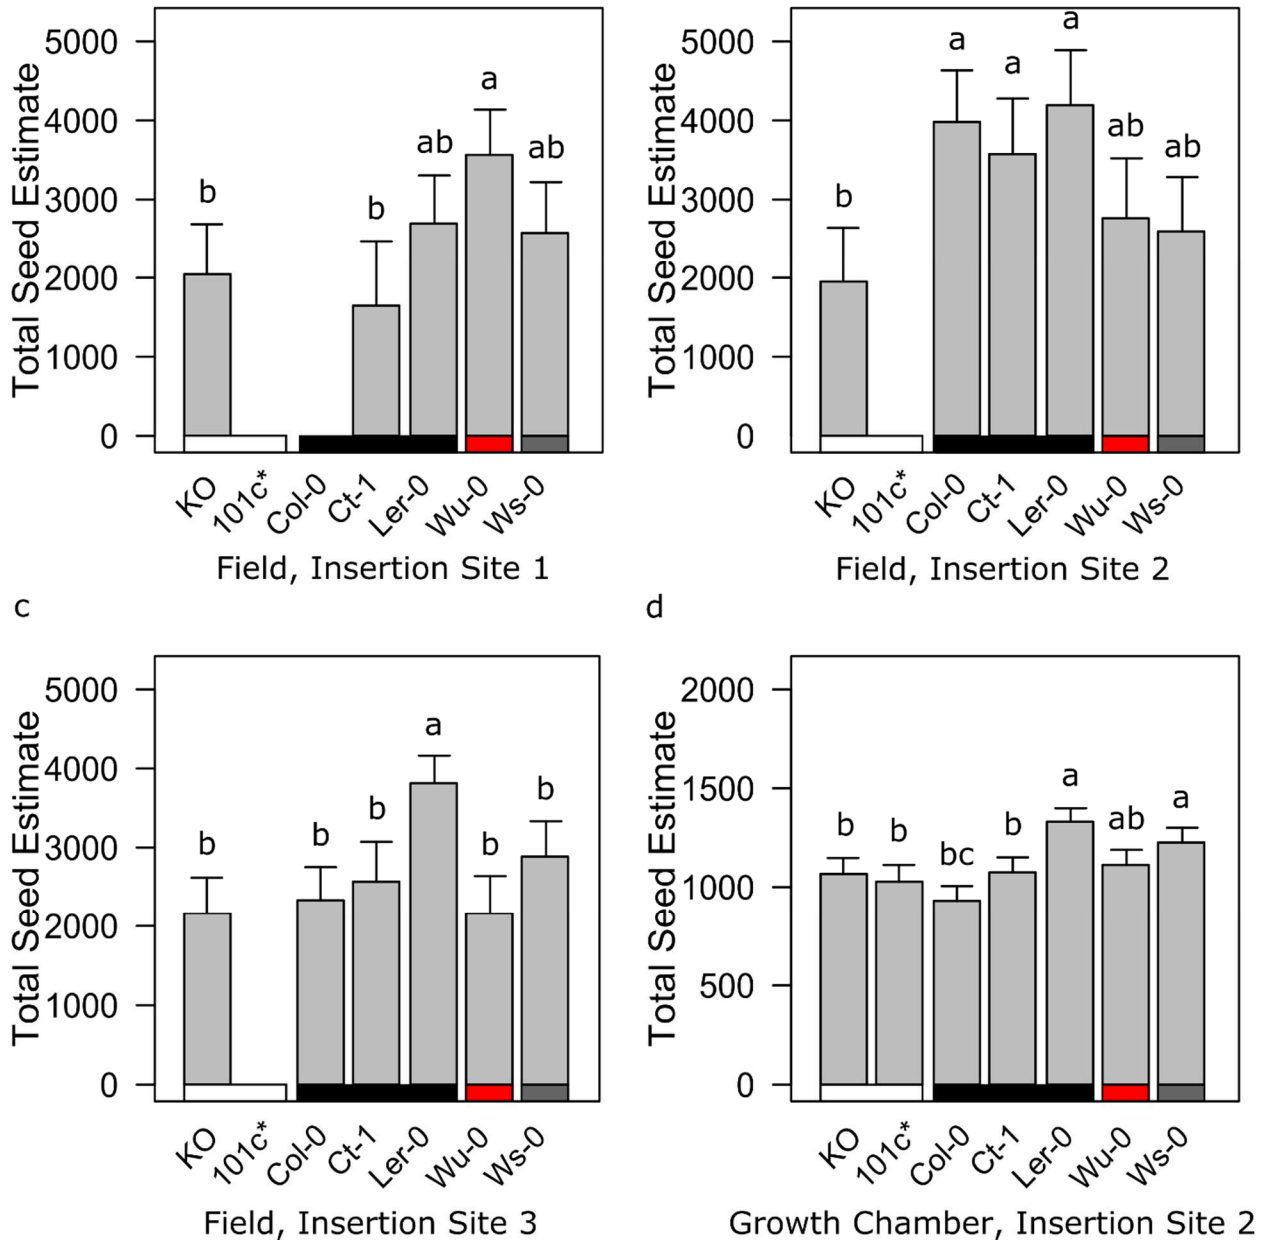 Total Seed Estimate
5000
4000
3000
2000
1000
0
b
b
ab
a
ab
KO
101c*
Col-0
Ct-1
Ler-0
Wu-0
Ws-0
Field, Insertion Site 1
Total Seed Estimate
5000
4000
3000
2000
1000
0
b
a
a
a
ab
ab
KO
101c*
Col-0
Ct-1
Ler-0
Wu-0
Ws-0
Field, Insertion Site 2
c
Total Seed Estimate
5000
4000
3000
2000
1000
0
b
b
b
a
b
b
KO
101c*
Col-0
Ct-1
Ler-0
Wu-0
Ws-0
Field, Insertion Site 3
d
Total Seed Estimate
2000
1500
1000
500
0
b
b
bc
b
a
ab
a
KO
101c*
Col-0
Ct-1
Ler-0
Wu-0
Ws-0
Growth Chamber, Insertion Site 2